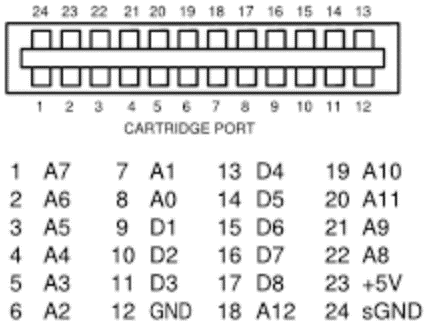 24 23 22 21 20 19 18 17 16 15 14 13
1 2 3 4 5 6 7 8 9 10 11 12
CARTRIDGE PORT
1 A7 7 A1 13 D4 19 A10
2 A6 8 A0 14 D5 20 A11
3 A5 9 D1 15 D6 21 A9
4 A4 10 D2 16 D7 22 A8
5 A3 11 D3 17 D8 23 +5V
6 A2 12 GND 18 A12 24 sGND